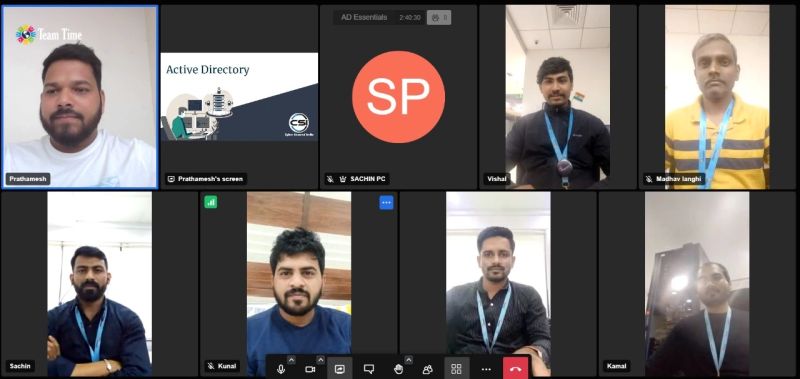 Team Time
AD Essentials
2:40:30
Active Directory
SP
CSI
Prathamesh
Prathamesh's screen
SACHIN PC
Vishal
Madhav langhi
Sachin
Kunal
Kamal